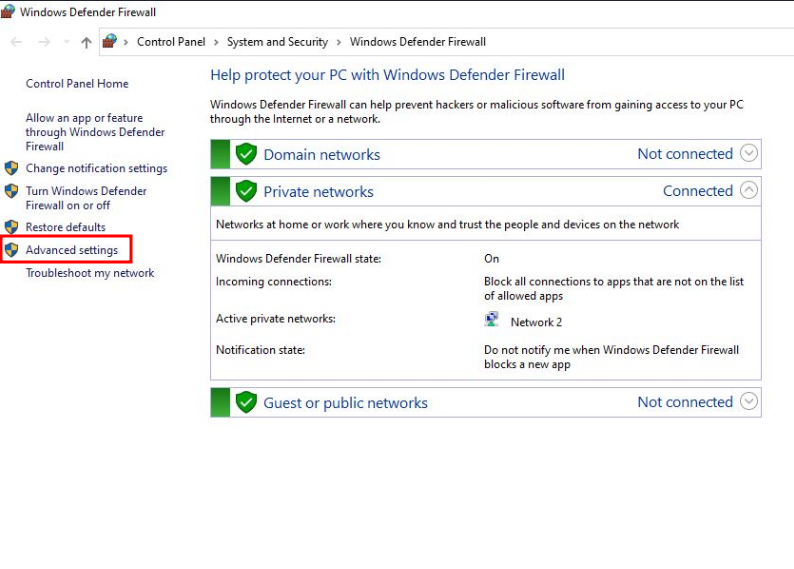 Windows Defender Firewall
Control Panel › System and Security › Windows Defender Firewall
Control Panel Home
Allow an app or feature
through Windows Defender
Firewall
Change notification settings
Turn Windows Defender
Firewall on or off
Restore defaults
Advanced settings
Troubleshoot my network
Help protect your PC with Windows Defender Firewall
Windows Defender Firewall can help prevent hackers or malicious software from gaining access to your PC
through the Internet or a network.
Domain networks Not connected
Private networks Connected
Networks at home or work where you know and trust the people and devices on the network
Windows Defender Firewall state: On
Incoming connections: Block all connections to apps that are not on the list
of allowed apps
Active private networks: Network 2
Notification state: Do not notify me when Windows Defender Firewall
blocks a new app
Guest or public networks Not connected